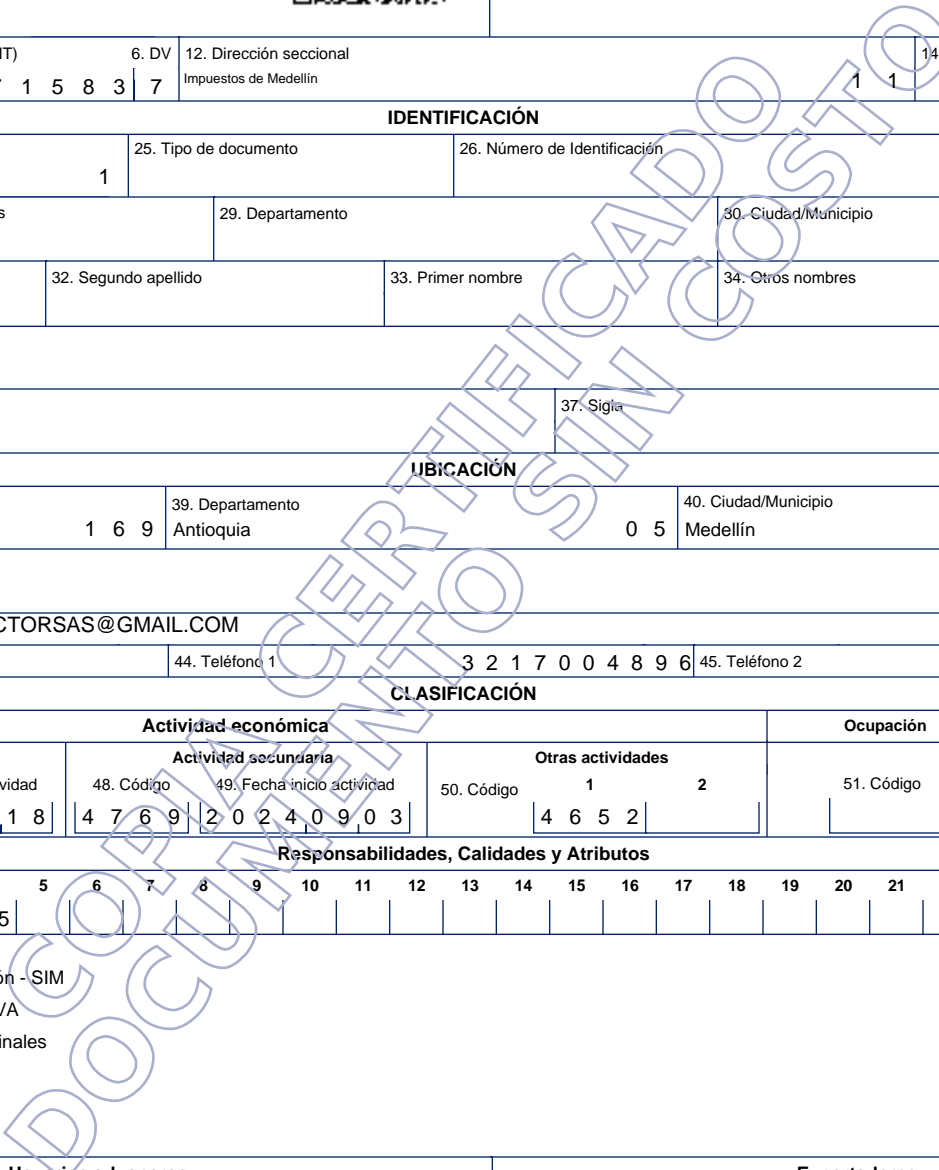 6. DV 12. Dirección seccional 14
1 5 8 3 7 Impuestos de Medellín 1 1
IDENTIFICACIÓN
25. Tipo de documento 26. Número de Identificación
1
29. Departamento 30. Ciudad/Municipio
32. Segundo apellido 33. Primer nombre 34. Otros nombres
37. Sigla
UBICACIÓN
39. Departamento 40. Ciudad/Municipio
1 6 9 Antioquia 0 5 Medellín
CTORSAS@GMAIL.COM
44. Teléfono 1 3 2 1 7 0 0 4 8 9 6 45. Teléfono 2
CLASIFICACIÓN
Actividad económica Ocupación
Actividad secundaria Otras actividades
vidad 48. Código 49. Fecha inicio actividad 50. Código 1 2 51. Código
1 8 4 7 6 9 2 0 2 4 0 9 0 3 4 6 5 2
Responsabilidades, Calidades y Atributos
5 6 7 8 9 10 11 12 13 14 15 16 17 18 19 20 21
5
ón - SIM
VA
inales
COPIA CERTIFICADO
DOCUMENTO SIN COSTO